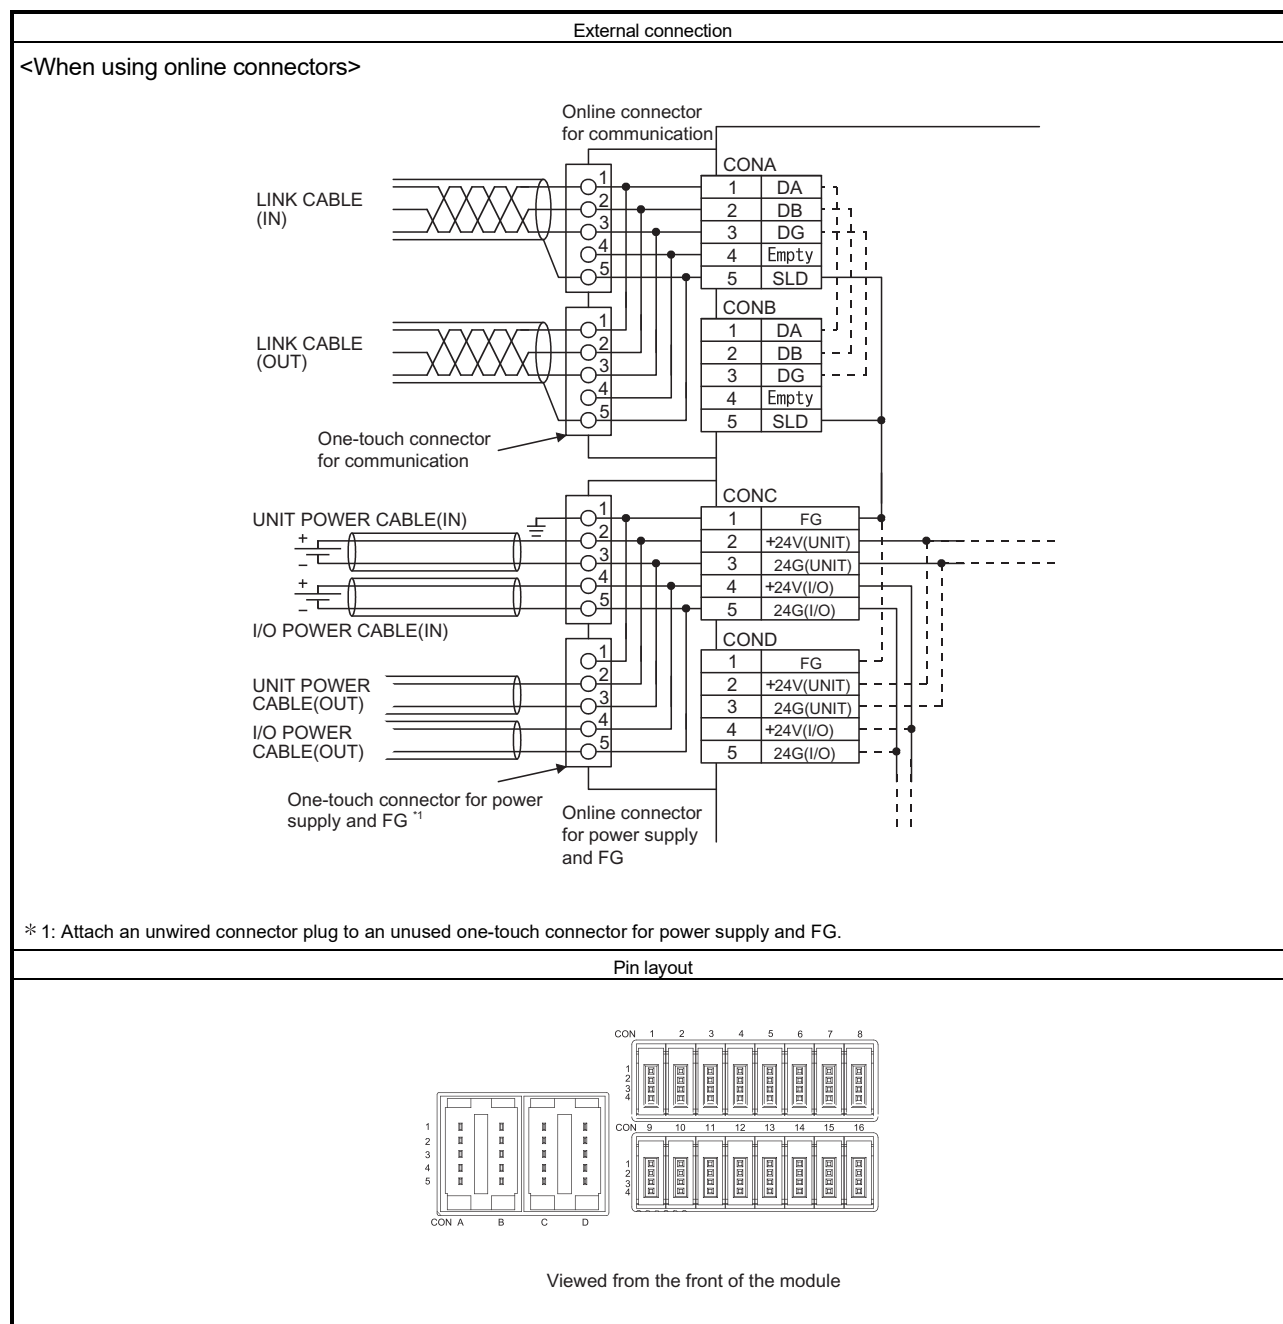 External connection
<When using online connectors>
Online connector
for communication
LINK CABLE
(IN)
1
2
3
4
5
CONA
1 DA
2 DB
3 DG
4 Empty
5 SLD
LINK CABLE
(OUT)
1
2
3
4
5
CONB
1 DA
2 DB
3 DG
4 Empty
5 SLD
One-touch connector
for communication
UNIT POWER CABLE(IN)
+
−
+
−
I/O POWER CABLE(IN)
1
2
3
4
5
CONC
1 FG
2 +24V(UNIT)
3 24G(UNIT)
4 +24V(I/O)
5 24G(I/O)
UNIT POWER
CABLE(OUT)
I/O POWER
CABLE(OUT)
1
2
3
4
5
COND
1 FG
2 +24V(UNIT)
3 24G(UNIT)
4 +24V(I/O)
5 24G(I/O)
One-touch connector for power
supply and FG *1
Online connector
for power supply
and FG
＊1: Attach an unwired connector plug to an unused one-touch connector for power supply and FG.
Pin layout
CON 1 2 3 4 5 6 7 8
1
2
3
4
CON 9 10 11 12 13 14 15 16
1
2
3
4
1
2
3
4
5
CON A B C D
Viewed from the front of the module